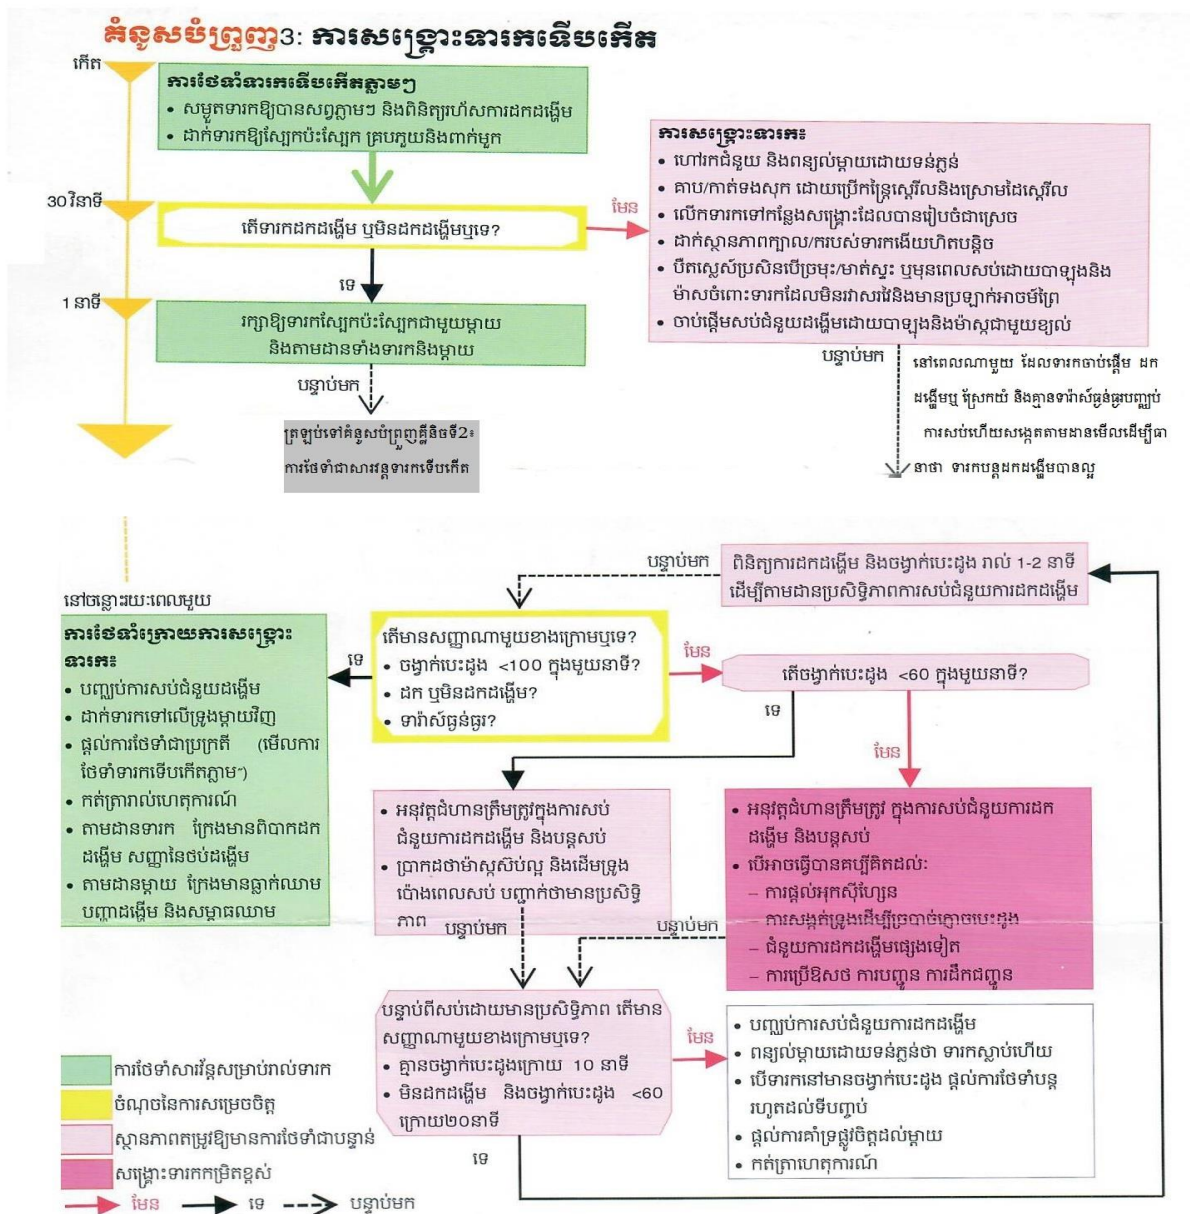 គំនូសបំព្រួញ3: ការសង្គ្រោះទារកទើបកើត
កើត
ការថែទាំទារកទើបកើតភ្លាមៗ
• សម្ងួតទារកឱ្យបានសព្វភ្លាមៗ និងពិនិត្យរហ័សការដកដង្ហើម
• ដាក់ទារកឱ្យស្បែកប៉ះស្បែក គ្របភួយនិងពាក់មួក
30 វិនាទី
តើទារកដកដង្ហើម ឬមិនដកដង្ហើមឬទេ?
មែន
ទេ
1 នាទី
រក្សាឱ្យទារកស្បែកប៉ះស្បែកជាមួយម្តាយ
និងតាមដានទាំងទារកនិងម្តាយ
បន្ទាប់មក
ត្រឡប់ទៅគំនូសបំព្រួញគ្លីនិចទី2៖
ការថែទាំជាសារវន្តទារកទើបកើត
ការសង្គ្រោះទារក៖
• ហៅរកជំនួយ និងពន្យល់ម្តាយដោយទន់ភ្លន់
• គាប/កាត់ទងសុក ដោយប្រើកន្ត្រៃស្តេរីលនិងស្រោមដៃស្តេរីល
• លើកទារកទៅកន្លែងសង្គ្រោះដែលបានរៀបចំជាស្រេច
• ដាក់ស្ថានភាពក្បាល/ករបស់ទារកងើយហិតបន្តិច
• បឺតស្លេស៍ប្រសិនបើច្រមុះ/មាត់ស្ទះ ឬមុនពេលសប់ដោយបាឡុងនិង
ម៉ាសចំពោះទារកដែលមិនរវាសរវៃនិងមានប្រឡាក់អាចម៍ព្រៃ
• ចាប់ផ្តើមសប់ជំនួយដង្ហើមដោយបាឡុងនិងម៉ាស្កជាមួយខ្យល់
បន្ទាប់មក
នៅពេលណាមួយ ដែលទារកចាប់ផ្តើម ដក
ដង្ហើមឬ ស្រែកយំ និងគ្មានទារ៉ាស៍ធ្ងន់ធ្ងរបញ្ឈប់
ការសប់ហើយសង្កេតតាមដានមើលដើម្បីធា
នាថា ទារកបន្តដកដង្ហើមបានល្អ
បន្ទាប់មក
ពិនិត្យការដកដង្ហើម និងចង្វាក់បេះដូង រាល់ 1-2 នាទី
ដើម្បីតាមដានប្រសិទ្ធិភាពការសប់ជំនួយការដកដង្ហើម
នៅចន្លោះរយៈពេលមួយ
ការថែទាំក្រោយការសង្គ្រោះ
ទារក៖
• បញ្ឈប់ការសប់ជំនួយដង្ហើម
• ដាក់ទារកទៅលើទ្រូងម្តាយវិញ
• ផ្តល់ការថែទាំជាប្រក្រតី (មើលការ
ថែទាំទារកទើបកើតភ្លាម")
• កត់ត្រារាល់ហេតុការណ៍
• តាមដានទារក ក្រែងមានពិបាកដក
ដង្ហើម សញ្ញានៃថប់ដង្ហើម
• តាមដានម្តាយ ក្រែងមានធ្លាក់ឈាម
បញ្ហាដង្ហើម និងសម្ពាធឈាម
ទេ
តើមានសញ្ញាណាមួយខាងក្រោមឬទេ?
• ចង្វាក់បេះដូង <100 ក្នុងមួយនាទី?
• ដក ឬមិនដកដង្ហើម?
• ទារ៉ាស៍ធ្ងន់ធ្ងរ?
មែន
តើចង្វាក់បេះដូង <60 ក្នុងមួយនាទី?
ទេ
មែន
• អនុវត្តជំហានត្រឹមត្រូវក្នុងការសប់
ជំនួយការដកដង្ហើម និងបន្តសប់
• ប្រាកដថាម៉ាស្កស៊ប់ល្អ និងដើមទ្រូង
ប៉ោងពេលសប់ បញ្ជាក់ថាមានប្រសិទ្ធិ
ភាព
បន្ទាប់មក
• អនុវត្តជំហានត្រឹមត្រូវ ក្នុងការសប់ជំនួយការដក
ដង្ហើម និងបន្តសប់
• បើអាចធ្វើបានគប្បីគិតដល់:
– ការផ្តល់អុកស៊ីហ្សែន
– ការសង្កត់ទ្រូងដើម្បីច្របាច់ក្ញោចបេះដូង
– ជំនួយការដកដង្ហើមផ្សេងទៀត
– ការប្រើឱសថ ការបញ្ជូន ការដឹកជញ្ជូន
បន្ទាប់មក
បន្ទាប់ពីសប់ដោយមានប្រសិទ្ធិភាព តើមាន
សញ្ញាណាមួយខាងក្រោមឬទេ?
• គ្មានចង្វាក់បេះដូងក្រោយ 10 នាទី
• មិនដកដង្ហើម និងចង្វាក់បេះដូង <60
ក្រោយ២០នាទី
មែន
ទេ
• បញ្ឈប់ការសប់ជំនួយការដកដង្ហើម
• ពន្យល់ម្តាយដោយទន់ភ្លន់ថា ទារកស្លាប់ហើយ
• បើទារកនៅមានចង្វាក់បេះដូង ផ្តល់ការថែទាំបន្ត
រហូតដល់ទីបញ្ចប់
• ផ្តល់ការគាំទ្រផ្លូវចិត្តដល់ម្តាយ
• កត់ត្រាហេតុការណ៍
ការថែទាំសារវ័ន្តសម្រាប់រាល់ទារក
ចំណុចនៃការសម្រេចចិត្ត
ស្ថានភាពតម្រូវឱ្យមានការថែទាំជាបន្ទាន់
សង្គ្រោះទារកកម្រិតខ្ពស់
មែន
ទេ
បន្ទាប់មក